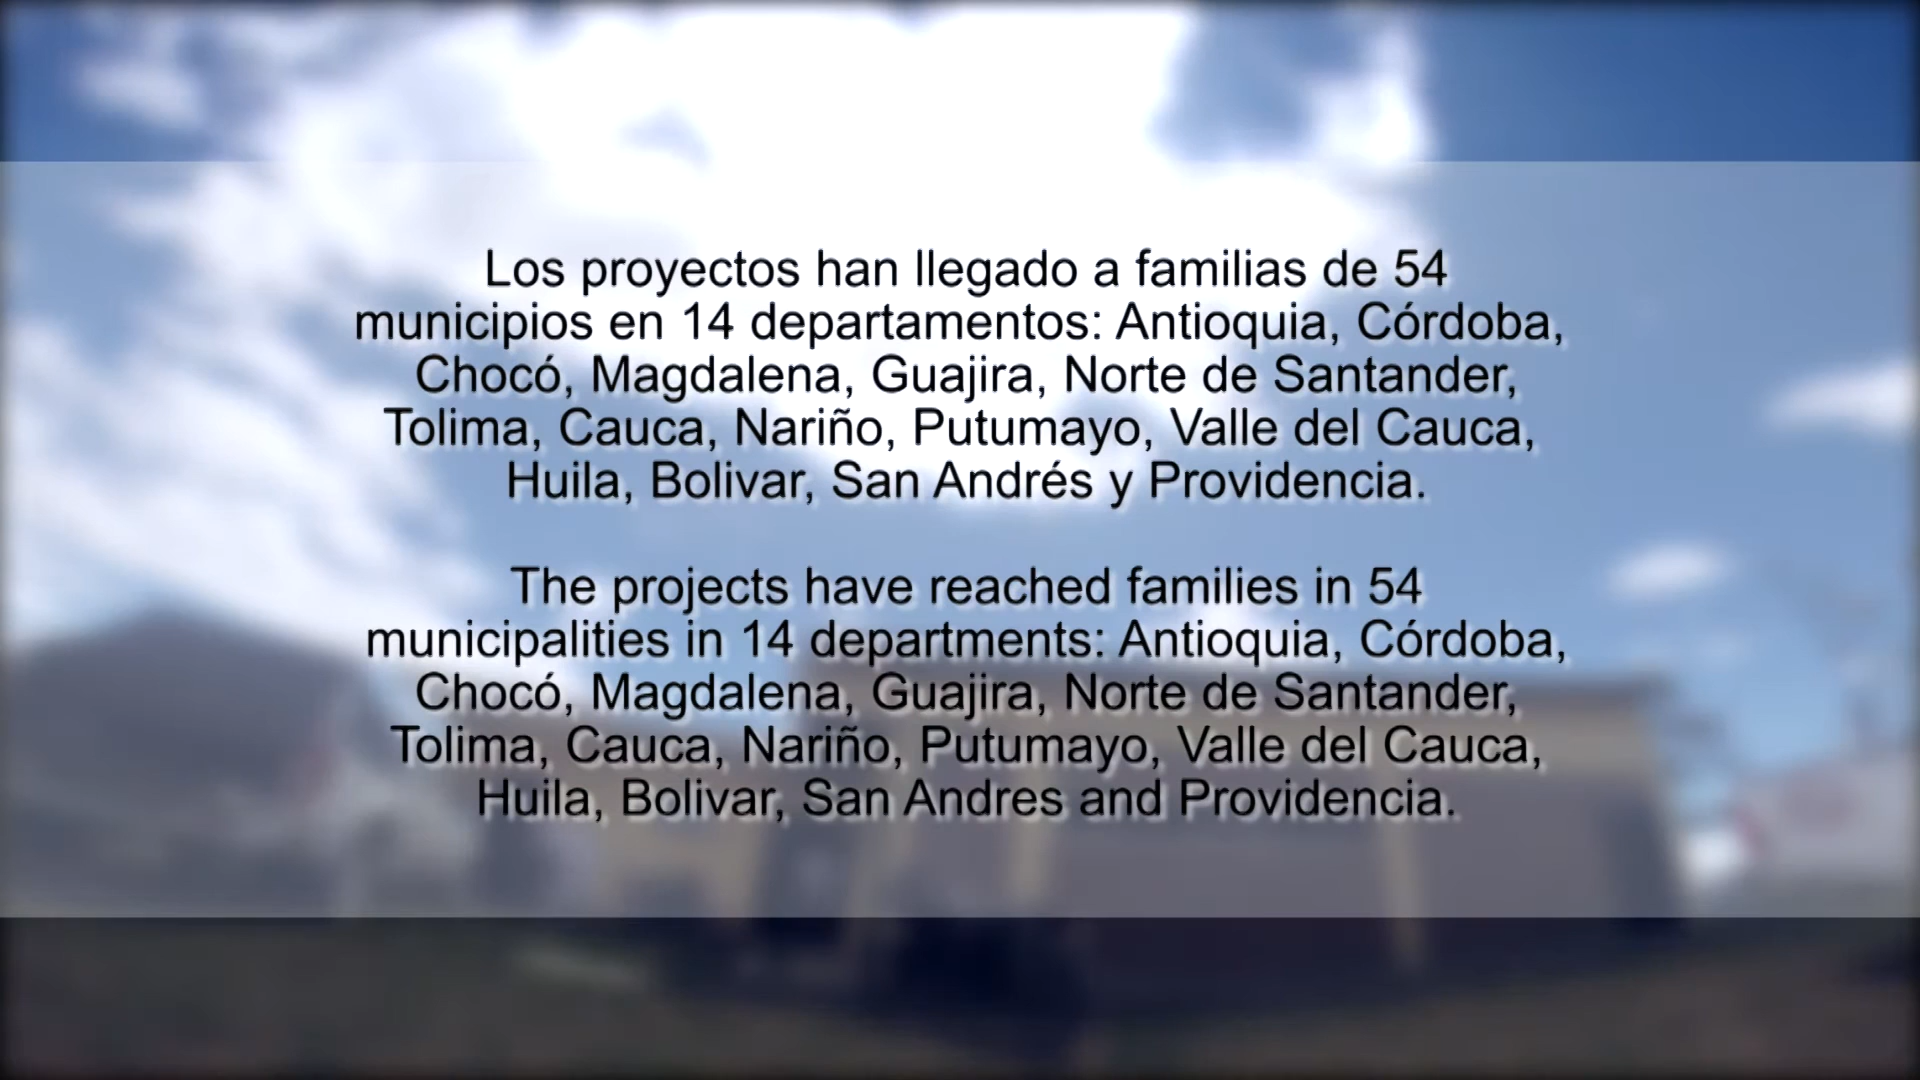 Los proyectos han llegado a familias de 54
municipios en 14 departamentos: Antioquia, Córdoba,
Chocó, Magdalena, Guajira, Norte de Santander,
Tolima, Cauca, Nariño, Putumayo, Valle del Cauca,
Huila, Bolivar, San Andrés y Providencia.
The projects have reached families in 54
municipalities in 14 departments: Antioquia, Córdoba,
Chocó, Magdalena, Guajira, Norte de Santander,
Tolima, Cauca, Nariño, Putumayo, Valle del Cauca,
Huila, Bolivar, San Andres and Providencia.